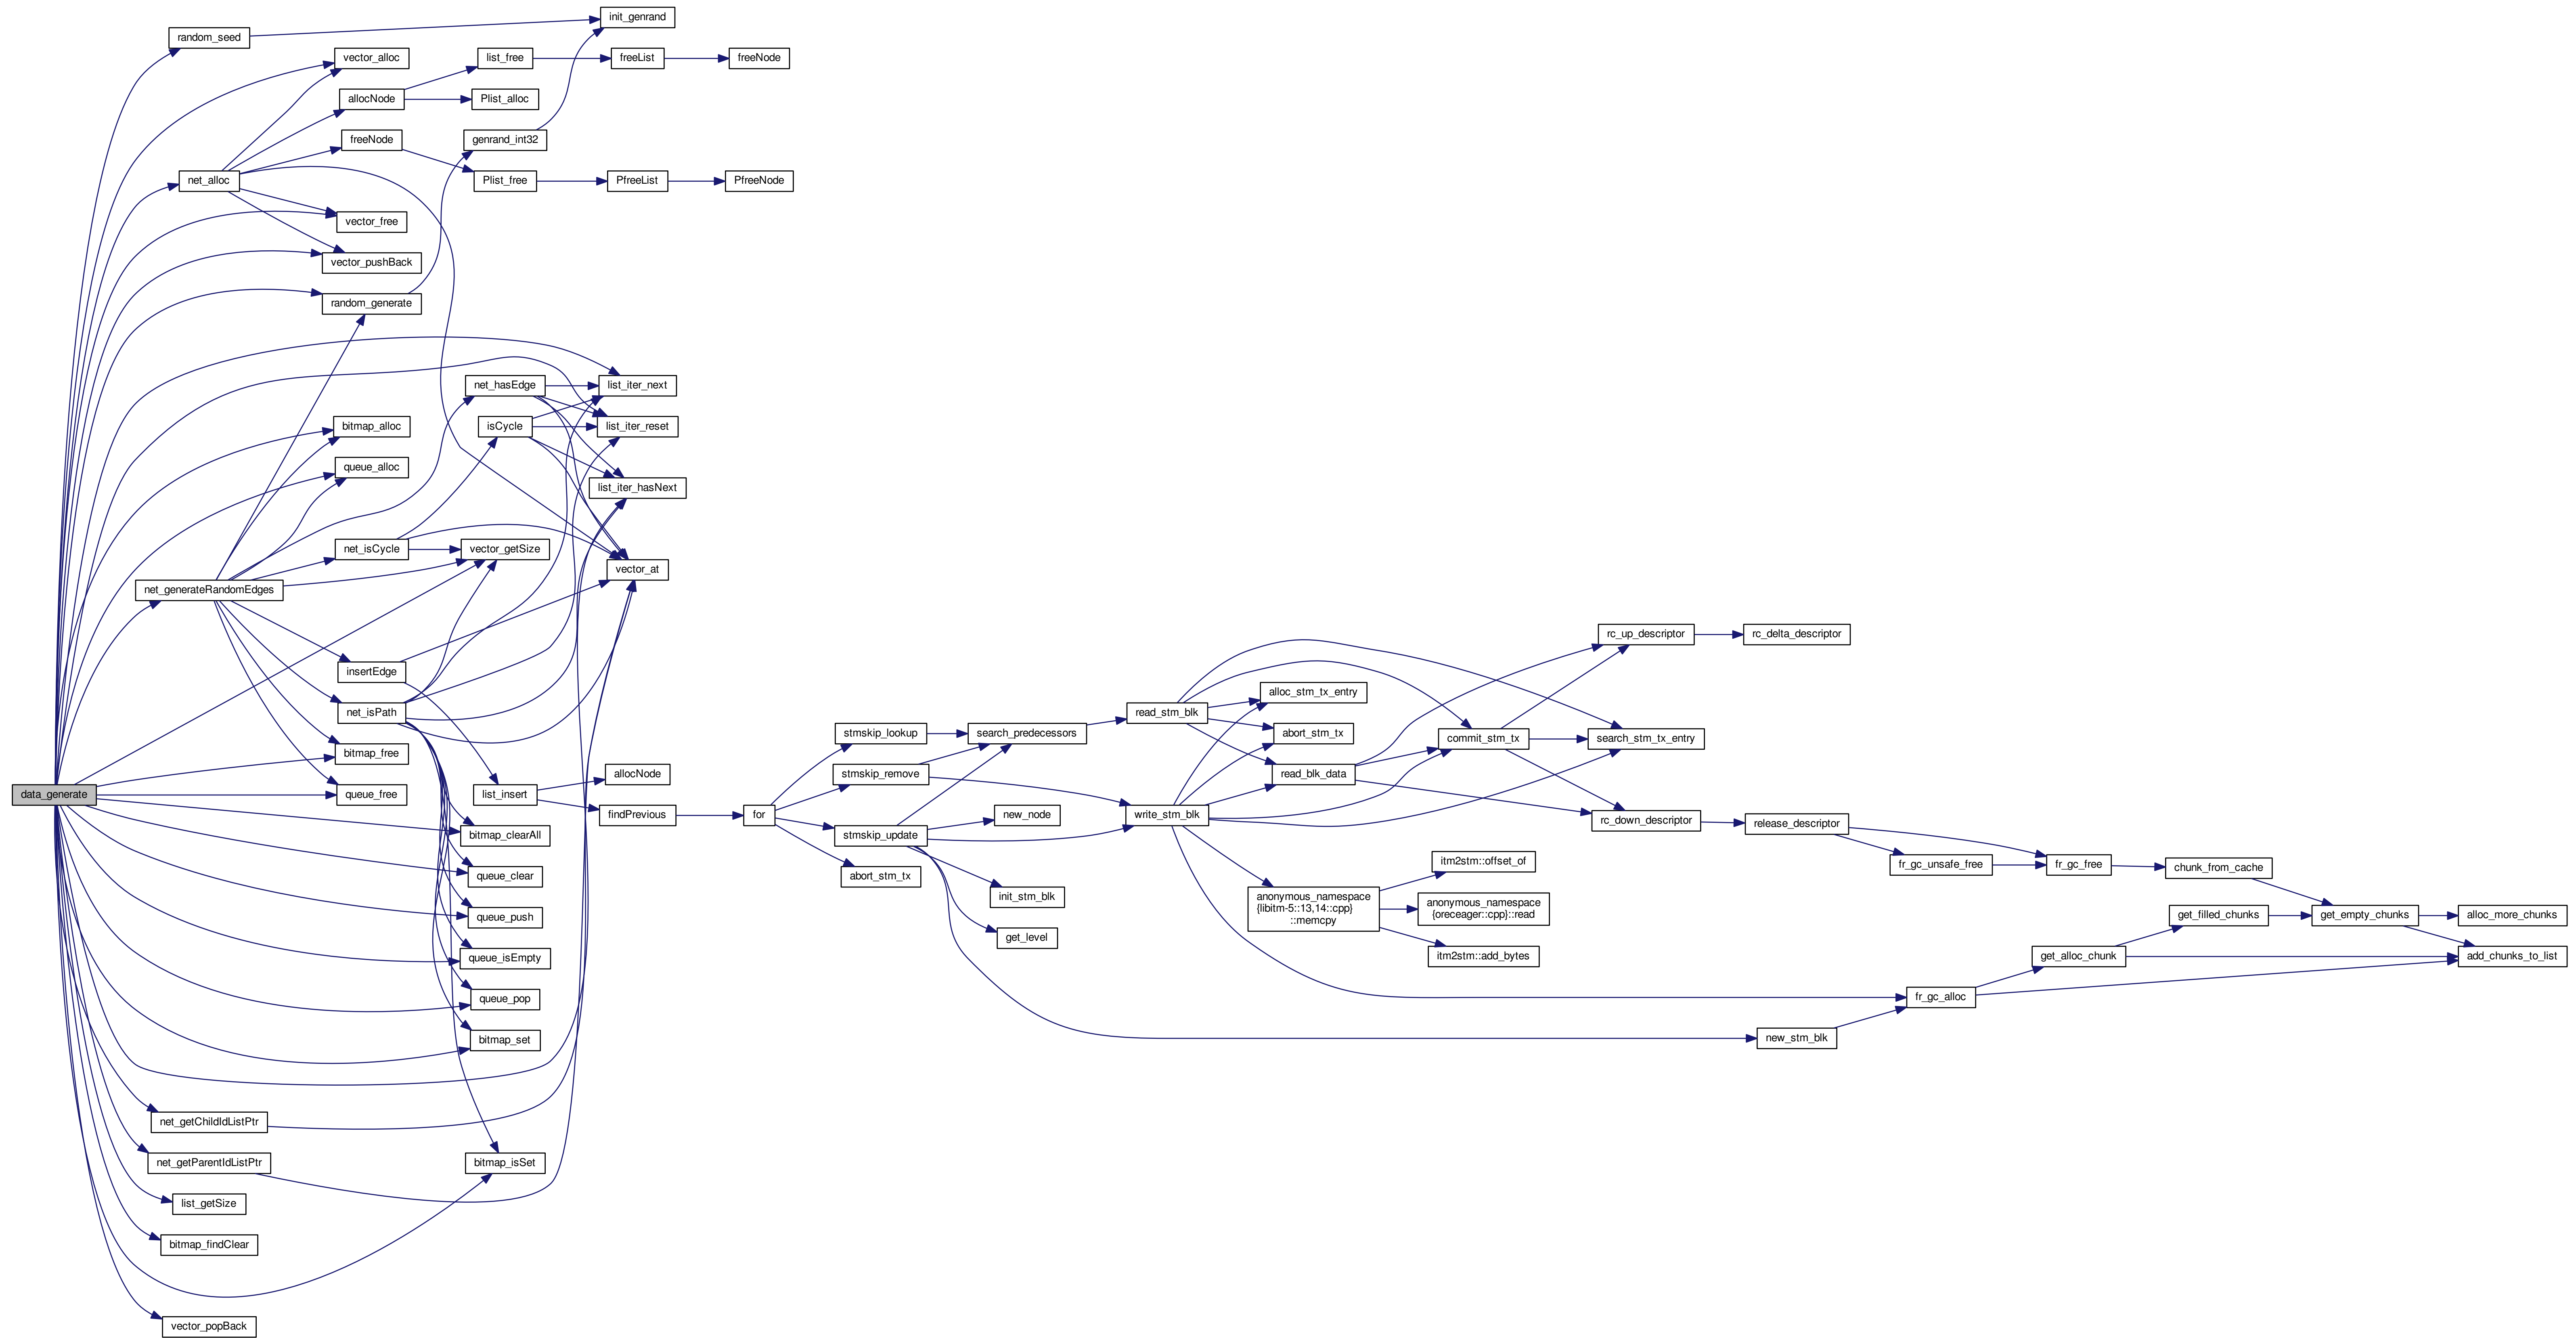 init_genrand
random_seed
vector_alloc
list_free
freeList
freeNode
allocNode
Plist_alloc
freeNode
genrand_int32
net_alloc
Plist_free
PfreeList
PfreeNode
vector_free
vector_pushBack
random_generate
net_hasEdge
list_iter_next
bitmap_alloc
isCycle
list_iter_reset
queue_alloc
list_iter_hasNext
net_isCycle
vector_getSize
vector_at
net_generateRandomEdges
rc_up_descriptor
rc_delta_descriptor
insertEdge
alloc_stm_tx_entry
net_isPath
read_stm_blk
stmskip_lookup
search_predecessors
abort_stm_tx
commit_stm_tx
search_stm_tx_entry
bitmap_free
allocNode
stmskip_remove
read_blk_data
data_generate
queue_free
list_insert
findPrevious
for
new_node
write_stm_blk
rc_down_descriptor
release_descriptor
bitmap_clearAll
stmskip_update
itm2stm::offset_of
fr_gc_unsafe_free
fr_gc_free
chunk_from_cache
queue_clear
abort_stm_tx
init_stm_blk
anonymous_namespace
{libitm-5::13,14::cpp}
::memcpy
anonymous_namespace
{oreceager::cpp}::read
queue_push
get_filled_chunks
get_empty_chunks
alloc_more_chunks
get_level
queue_isEmpty
itm2stm::add_bytes
get_alloc_chunk
add_chunks_to_list
queue_pop
fr_gc_alloc
bitmap_set
new_stm_blk
net_getChildIdListPtr
net_getParentIdListPtr
bitmap_isSet
list_getSize
bitmap_findClear
vector_popBack